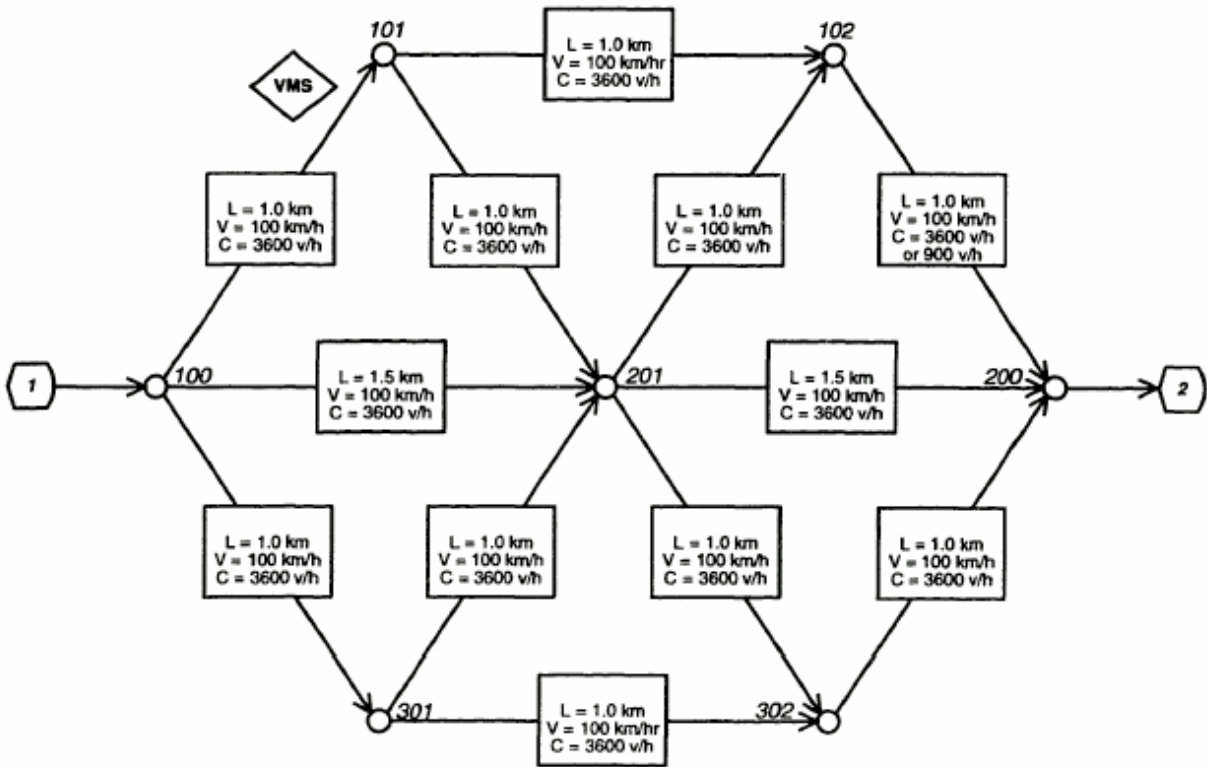 101
102
VMS
L = 1.0 km
V = 100 km/hr
C = 3600 v/h
L = 1.0 km
V = 100 km/h
C = 3600 v/h
L = 1.0 km
V = 100 km/h
C = 3600 v/h
L = 1.0 km
V = 100 km/h
C = 3600 v/h
L = 1.0 km
V = 100 km/h
C = 3600 v/h
or 900 v/h
1
100
L = 1.5 km
V = 100 km/h
C = 3600 v/h
201
L = 1.5 km
V = 100 km/h
C = 3600 v/h
200
2
L = 1.0 km
V = 100 km/h
C = 3600 v/h
L = 1.0 km
V = 100 km/h
C = 3600 v/h
L = 1.0 km
V = 100 km/h
C = 3600 v/h
L = 1.0 km
V = 100 km/h
C = 3600 v/h
301
L = 1.0 km
V = 100 km/hr
C = 3600 v/h
302